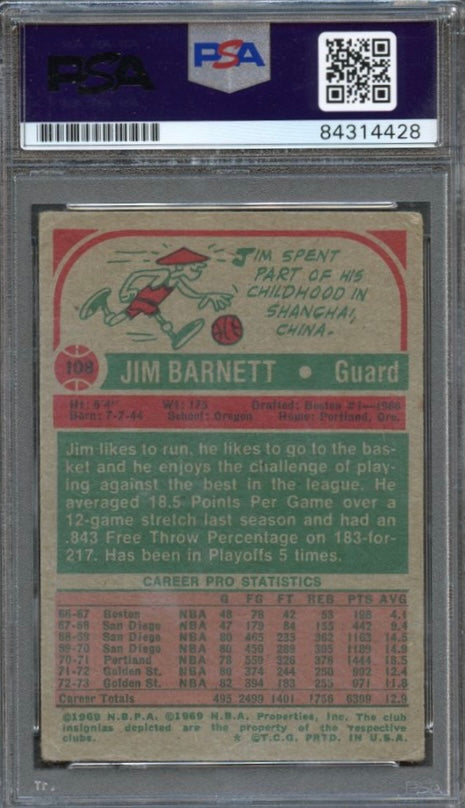 PSA
PSA
84314428
JIM SPENT
PART OF HIS
CHILDHOOD IN
SHANGHAI,
CHINA.
108 JIM BARNETT • Guard
Ht: 6'4" Wt: 175 Drafted: Boston #1-1966
Born: 7-7-44 School: Oregon Home: Portland, Ore.
Jim likes to run, he likes to go to the bas-
ket and he enjoys the challenge of play-
ing against the best in the league. He
averaged 18.5 Points Per Game over a
12-game stretch last season and had an
.843 Free Throw Percentage on 183-for-
217. Has been in Playoffs 5 times.
CAREER PRO STATISTICS
G FG FT REB PTS AVG
66-67 Boston NBA 48 78 42 53 198 4.1
67-68 San Diego NBA 47 179 84 155 442 9.4
68-69 San Diego NBA 80 465 233 362 1163 14.5
69-70 San Diego NBA 80 450 289 305 1189 14.9
70-71 Portland NBA 78 559 326 376 1444 18.5
71-72 Golden St. NBA 80 374 244 250 992 12.4
72-73 Golden St. NBA 82 394 183 255 971 11.8
Career Totals 495 2499 1401 1756 6399 12.9
©1969 N.B.P.A. ©1969 N.B.A. Properties, Inc. The club
insignias depicted are the property of the respective
clubs. * ©T.C.G. PRTD. IN U.S.A.
PSA